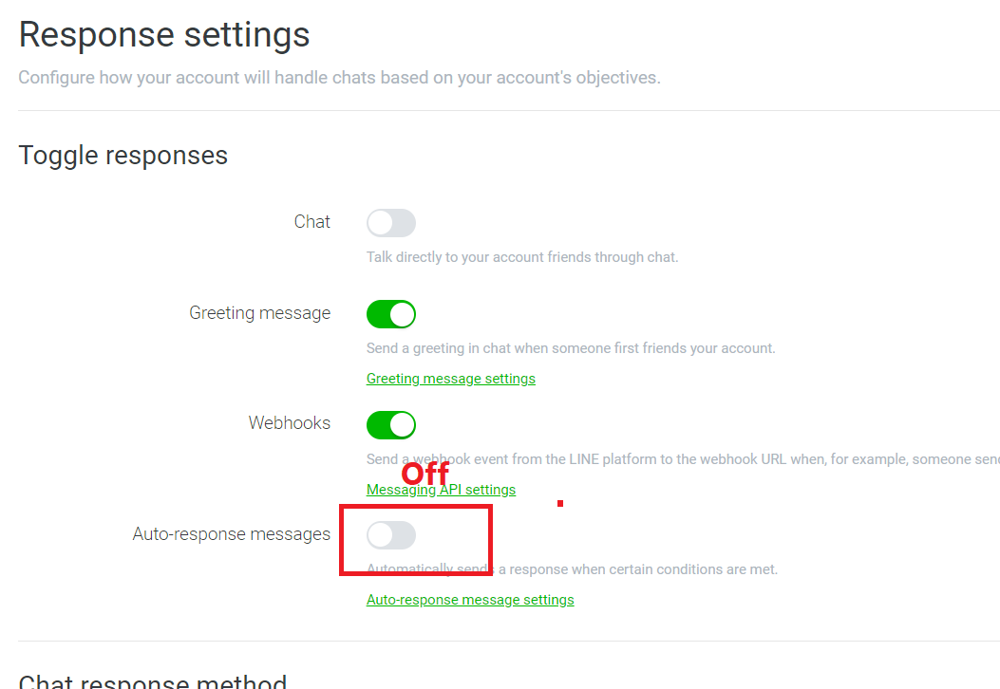 Response settings
Configure how your account will handle chats based on your account's objectives.
Toggle responses
Chat
Talk directly to your account friends through chat.
Greeting message
Send a greeting in chat when someone first friends your account.
Greeting message settings
Webhooks
Send a webhook event from the LINE platform to the webhook URL when, for example, someone
Off
Messaging API settings
Auto-response messages
Automatically sends a response when certain conditions are met.
Auto-response message settings
Chat response method